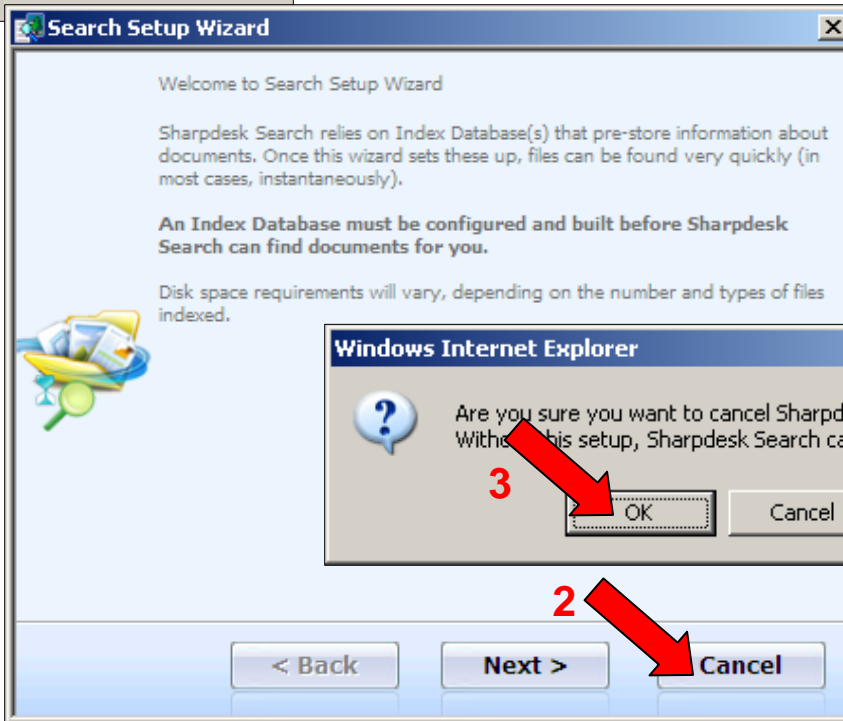 Search Setup Wizard
Welcome to Search Setup Wizard
Sharpdesk Search relies on Index Database(s) that pre-store information about
documents. Once this wizard sets these up, files can be found very quickly (in
most cases, instantaneously).
An Index Database must be configured and built before Sharpdesk
Search can find documents for you.
Disk space requirements will vary, depending on the number and types of files
indexed.
Windows Internet Explorer
Are you sure you want to cancel Sharpd
this setup, Sharpdesk Search ca
3
OK
Cancel
2
< Back
Next >
Cancel